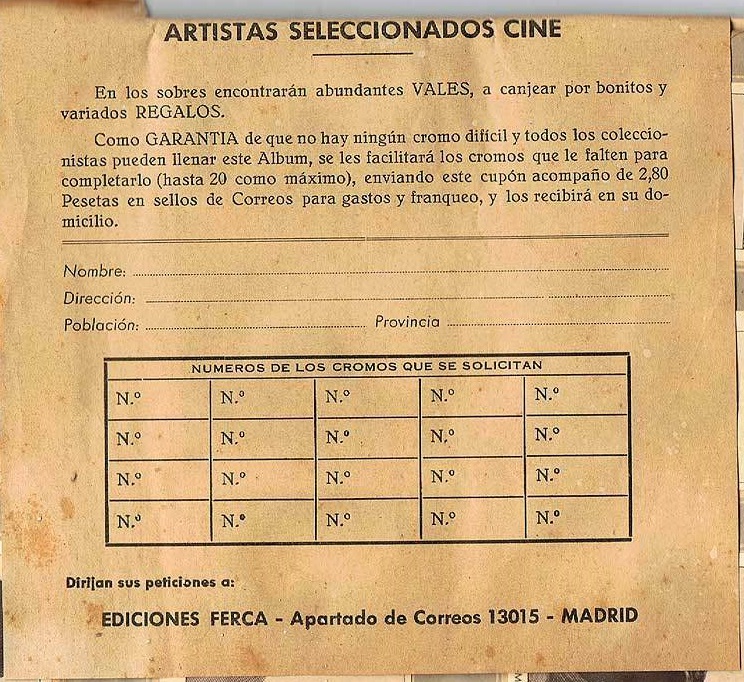 ARTISTAS SELECCIONADOS CINE
En los sobres encontrarán abundantes VALES, a canjear por bonitos y
variados REGALOS.
Como GARANTIA de que no hay ningún cromo difícil y todos los coleccio-
nistas pueden llenar este Album, se les facilitará los cromos que le falten para
completarlo (hasta 20 como máximo), enviando este cupón acompaño de 2,80
Pesetas en sellos de Correos para gastos y franqueo, y los recibirá en su do-
micilio.
Nombre:
Dirección:
Población: Provincia
NUMEROS DE LOS CROMOS QUE SE SOLICITAN
N.º N.º N.º N.º N.º
N.º N.º N.º N.º N.º
N.º N.º N.º N.º N.º
N.º N.º N.º N.º N.º
Dirijan sus peticiones a:
EDICIONES FERCA - Apartado de Correos 13015 - MADRID